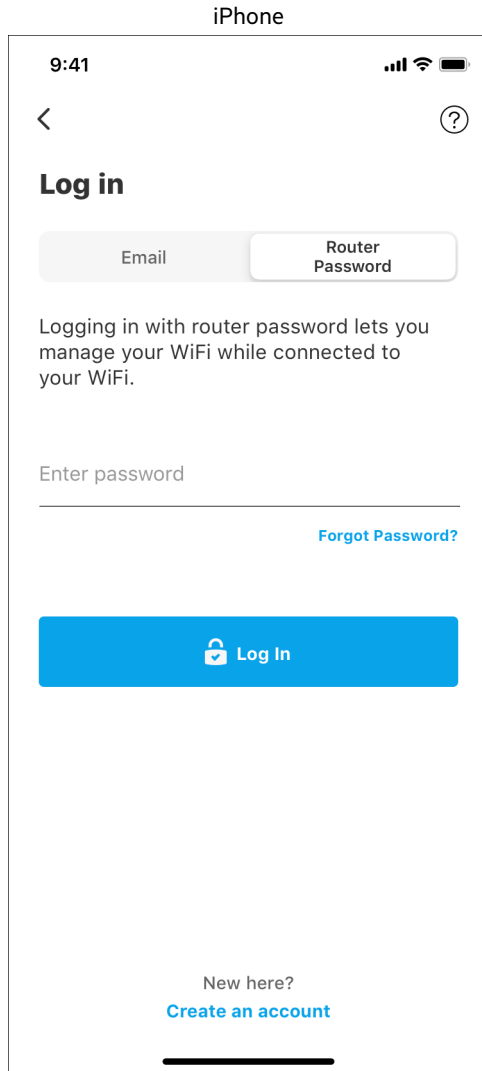 iPhone
9:41
Log in
Email
Router
Password
Logging in with router password lets you
manage your WiFi while connected to
your WiFi.
Enter password
Forgot Password?
Log In
New here?
Create an account